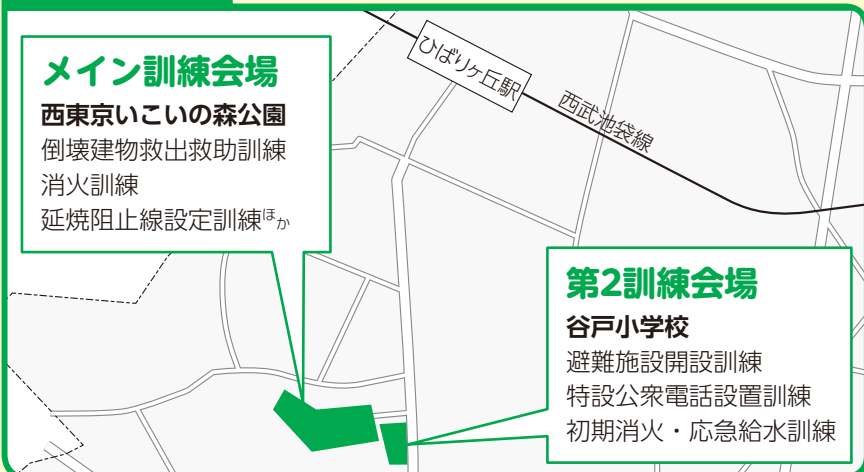 メイン訓練会場
西東京いこいの森公園
倒壊建物救出救助訓練
消火訓練
延焼阻止線設定訓練ほか
ひばりヶ丘駅
西武池袋線
第2訓練会場
谷戸小学校
避難施設開設訓練
特設公衆電話設置訓練
初期消火・応急給水訓練